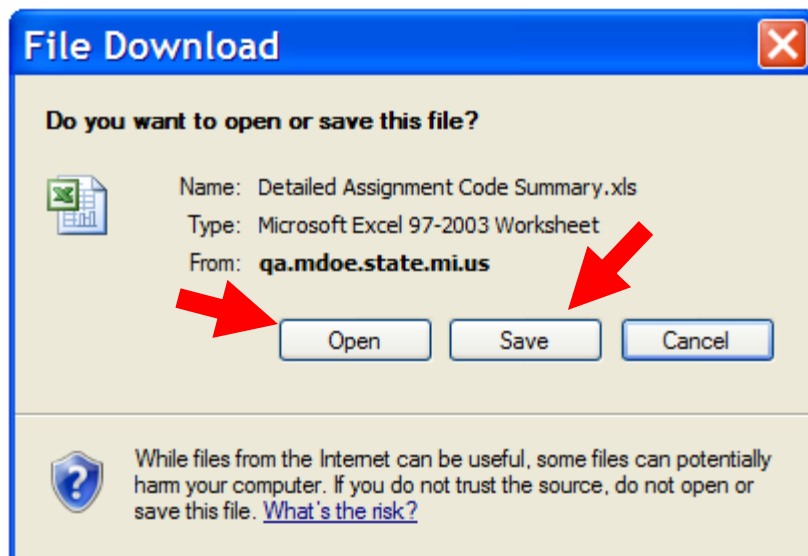 File Download
Do you want to open or save this file?
Name: Detailed Assignment Code Summary.xls
Type: Microsoft Excel 97-2003 Worksheet
From: qa.mdoe.state.mi.us
Open Save Cancel
While files from the Internet can be useful, some files can potentially
harm your computer. If you do not trust the source, do not open or
save this file. What's the risk?